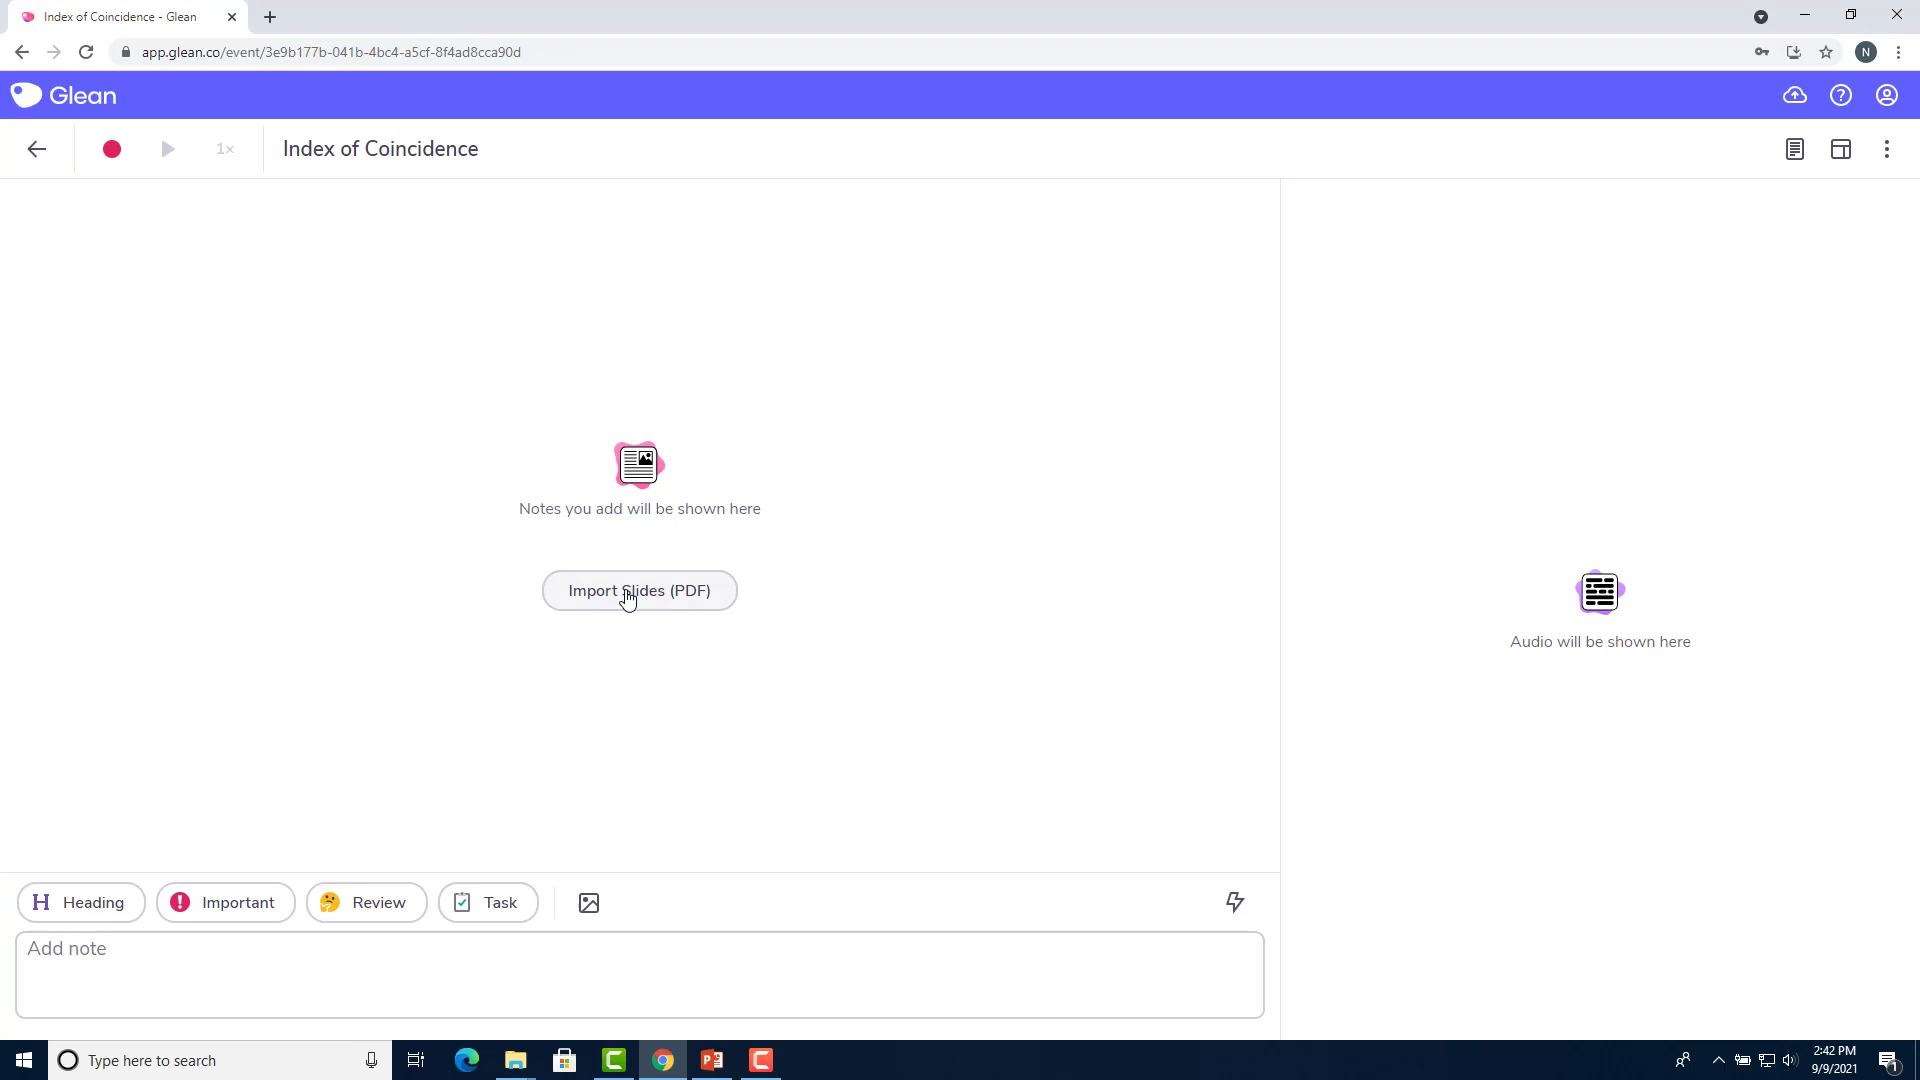 Index of Coincidence - Glean
app.glean.co/event/3e9b177b-041b-4bc4-a5cf-8f4ad8cca90d
N
Glean
1×
Index of Coincidence
Notes you add will be shown here
Import Slides (PDF)
Audio will be shown here
H Heading
Important
Review
Task
Add note
Type here to search
2:42 PM
9/9/2021
1